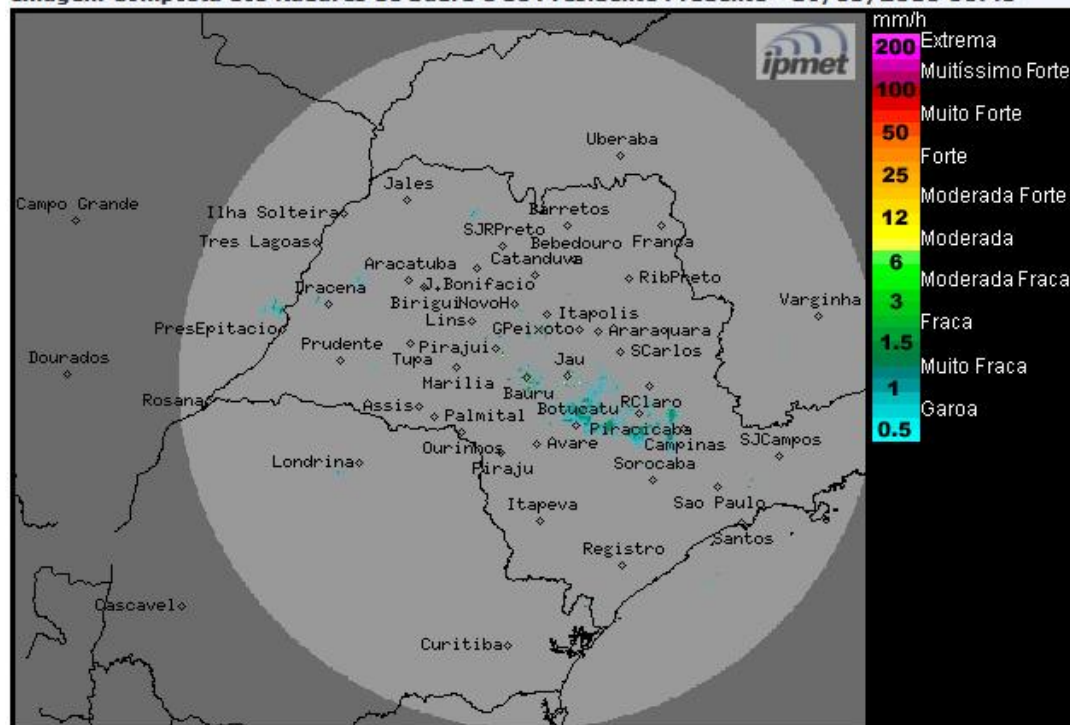 mm/h
200 Extrema
Muitíssimo Forte
100
Muito Forte
50
Forte
25
Moderada Forte
12
Moderada
6
Moderada Fraca
3
Fraca
1.5
Muito Fraca
1
Garoa
0.5
ipmet
Uberaba
Jales
Campo Grande
Ilha Solteira
Barretos
SJRPreto
Tres Lagoas
Bebedouro Franca
Catanduva
Aracatuba
J.Bonifacio
RibPreto
Dracena
BiriguiNovoH
Varginha
Itapolis
Lins
PresEpitacio
GPeixoto
Araraquara
Prudente
Pirajui
SCarlos
Dourados
Tupa
Jau
Marilia
Bauru
Rosana
Assis
RClaro
Botucatu
Palmital
Piracicaba
Ourinhos
Avare
Campinas
SJCampos
Londrina
Piraju
Sorocaba
Itapeva
Sao Paulo
Santos
Registro
Cascavel
Curitiba